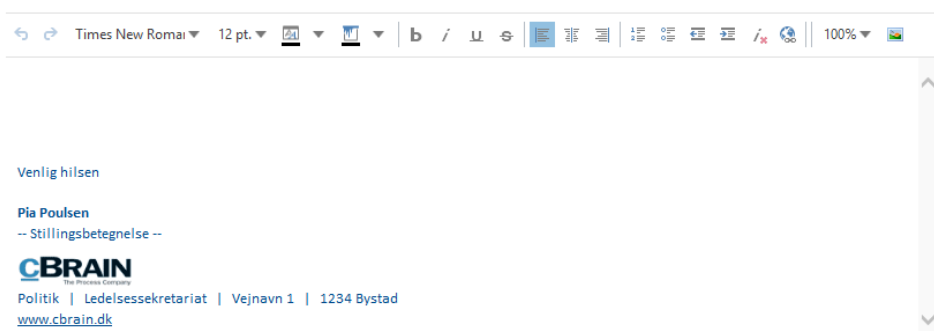 Times New Romai 12 pt. b i u s 100%
Venlig hilsen
Pia Poulsen
-- Stillingsbetegnelse --
cBRAIN
The Process Company
Politik | Ledelsessekretariat | Vejnavn 1 | 1234 Bystad
www.cbrain.dk